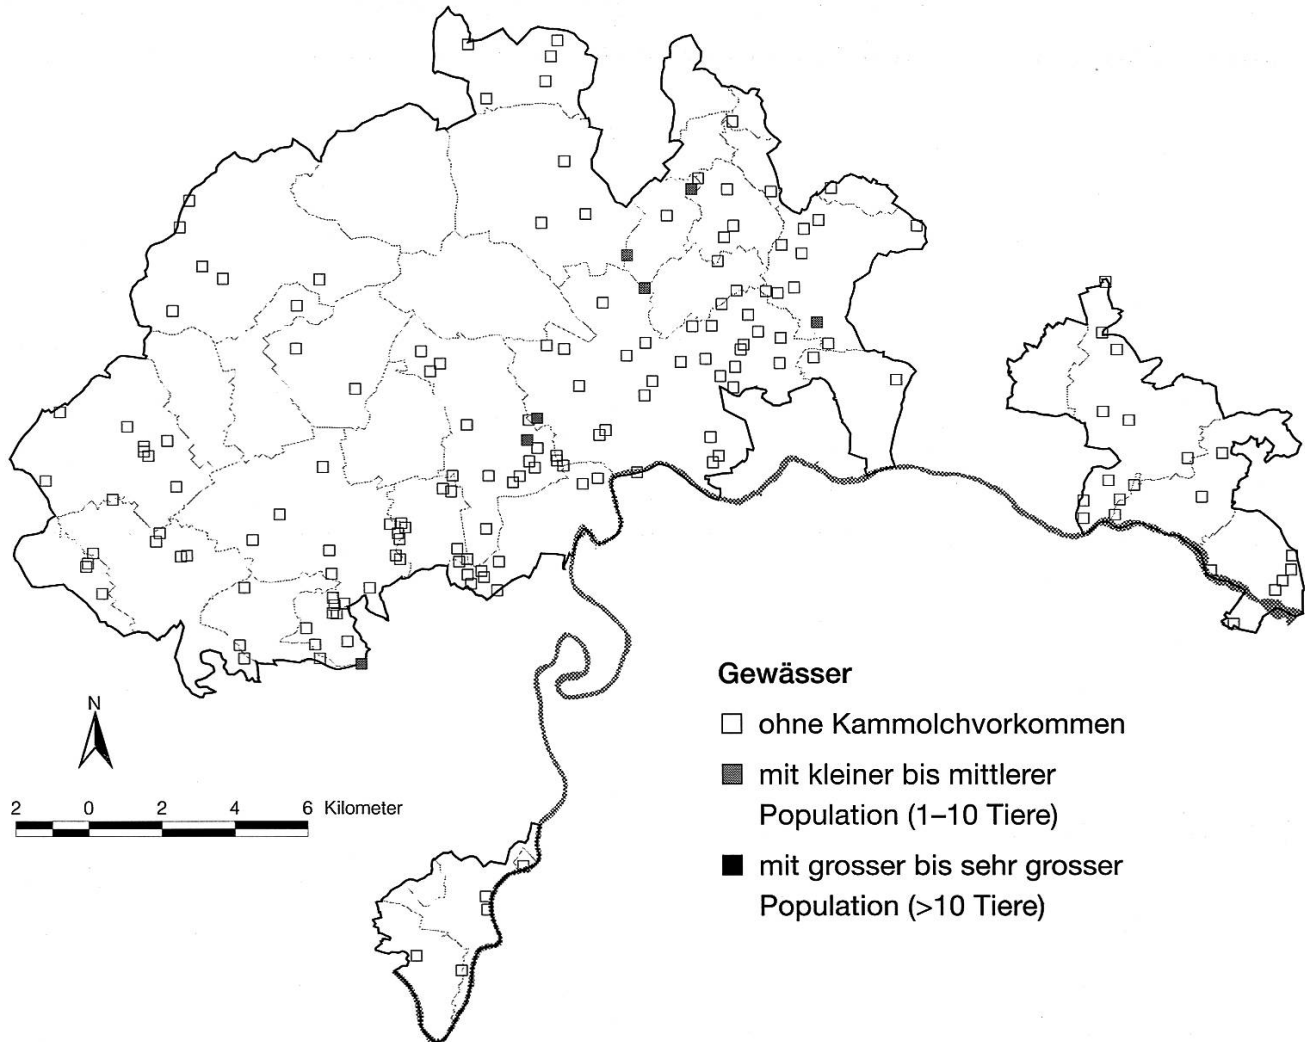 Gewässer
ohne Kammolchvorkommen
mit kleiner bis mittlerer
Population (1–10 Tiere)
mit grosser bis sehr grosser
Population (>10 Tiere)
N
2 0 2 4 6 Kilometer